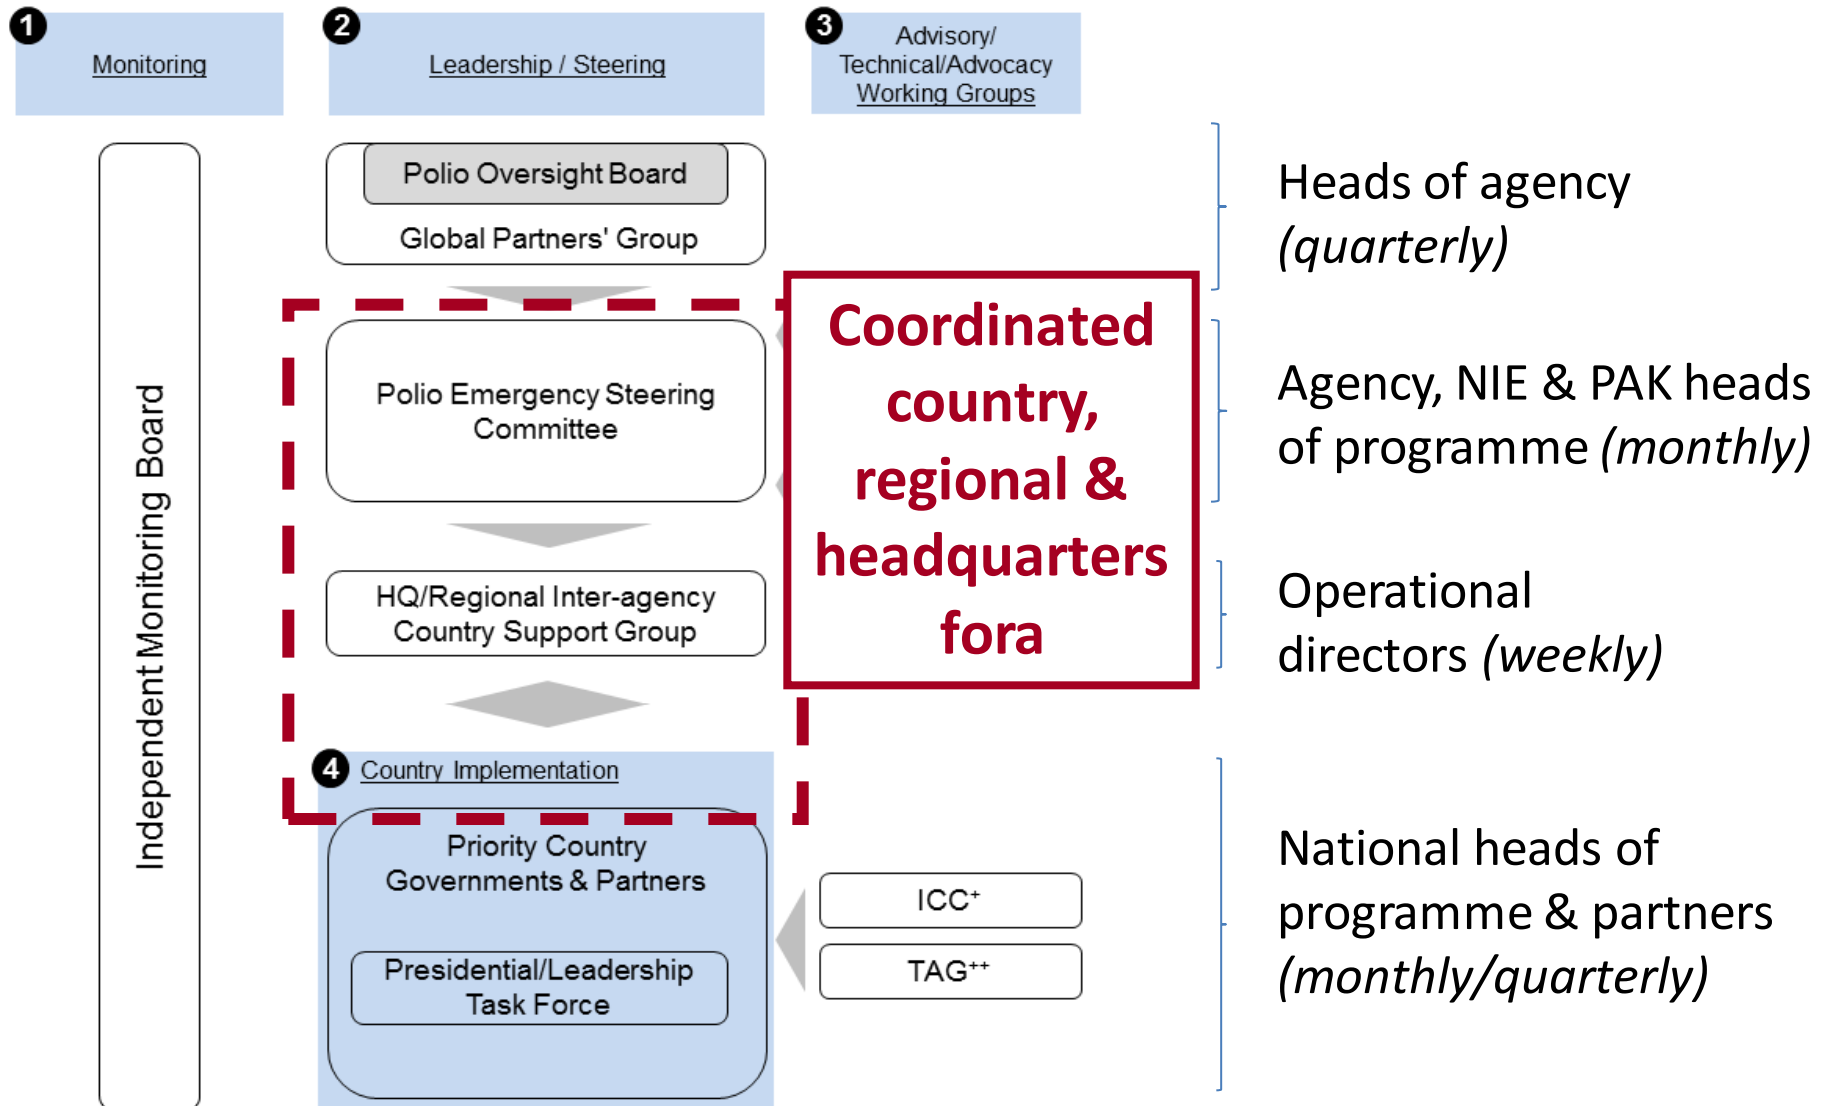 1
Monitoring
2
Leadership / Steering
3
Advisory/
Technical/Advocacy
Working Groups
Independent Monitoring Board
Polio Oversight Board
Global Partners' Group
Polio Emergency Steering
Committee
HQ/Regional Inter-agency
Country Support Group
4
Country Implementation
Priority Country
Governments & Partners
Presidential/Leadership
Task Force
Coordinated
country,
regional &
headquarters
fora
ICC⁺
TAG⁺⁺
Heads of agency
(quarterly)
Agency, NIE & PAK heads
of programme (monthly)
Operational
directors (weekly)
National heads of
programme & partners
(monthly/quarterly)